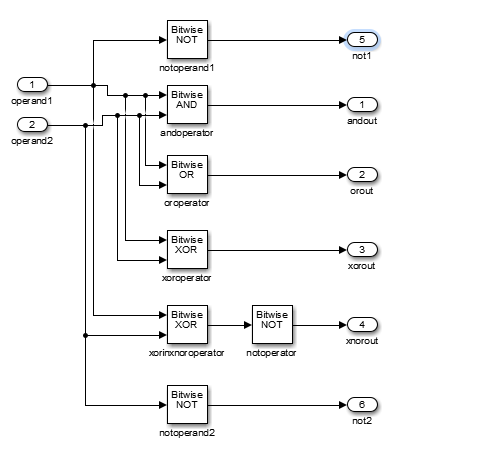 Bitwise
NOT
notoperand1
5
not1
1
operand1
Bitwise
AND
andoperator
1
andout
2
operand2
Bitwise
OR
oroperator
2
orout
Bitwise
XOR
xoroperator
3
xorout
Bitwise
XOR
xorinxnoroperator
Bitwise
NOT
notoperator
4
xnorout
Bitwise
NOT
notoperand2
6
not2